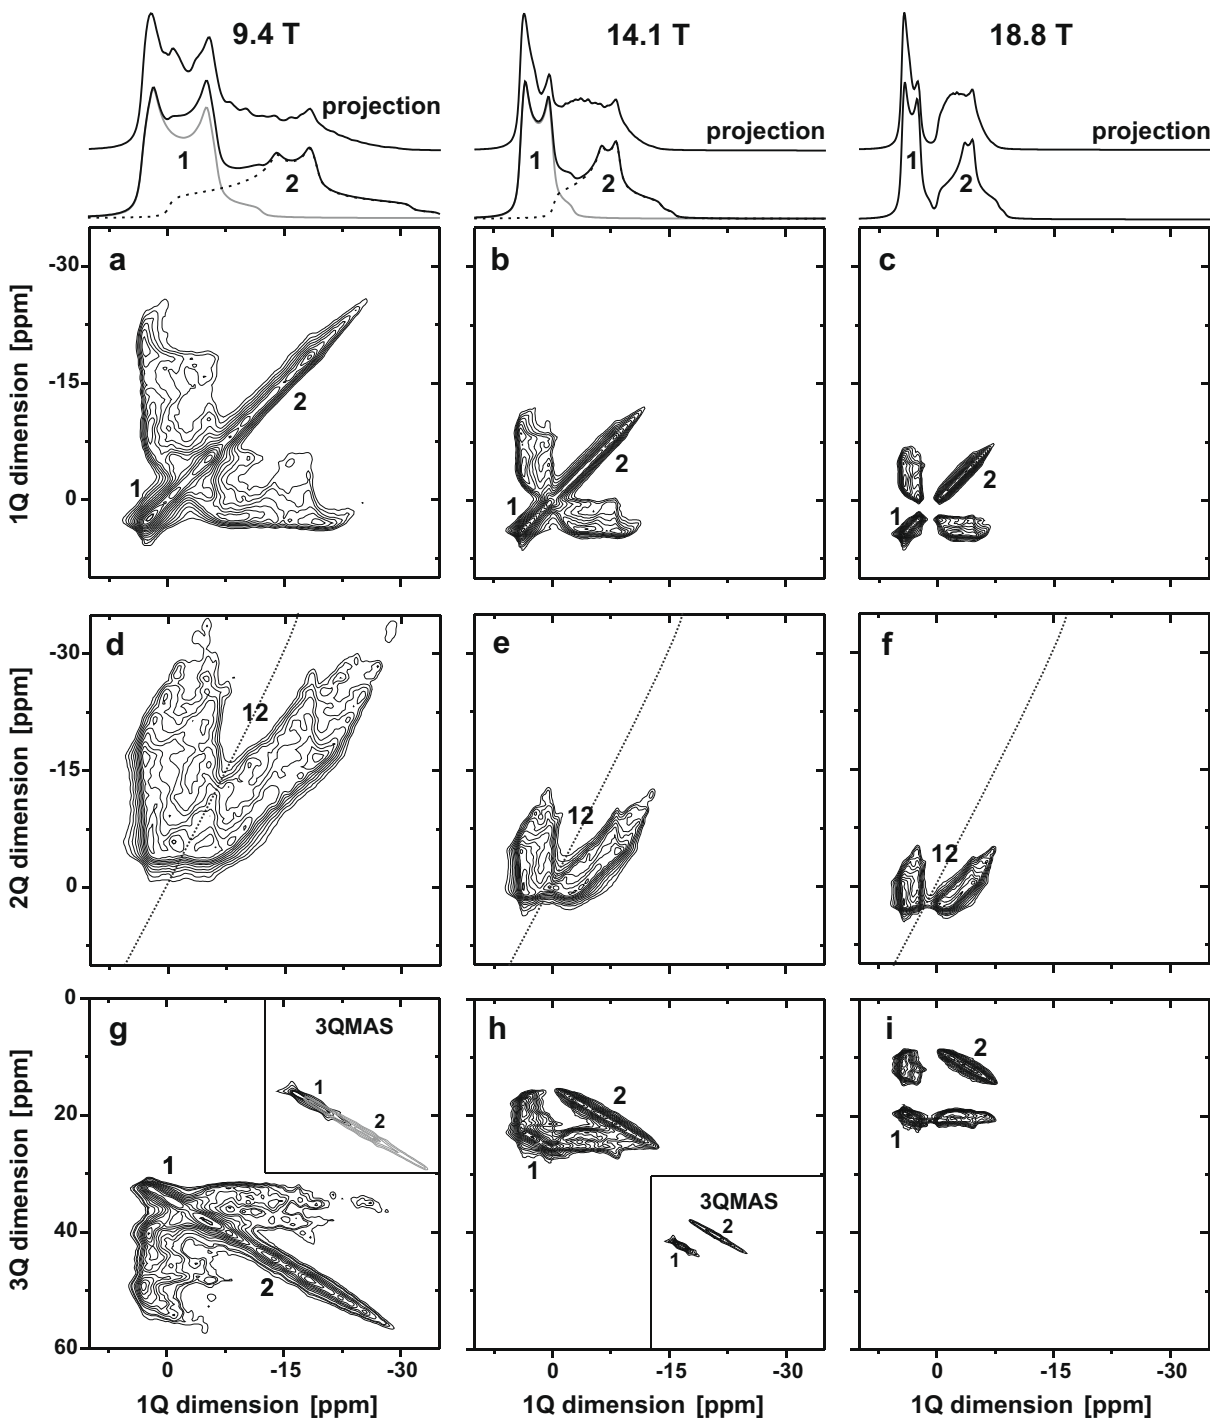 9.4 T
14.1 T
18.8 T
projection
projection
projection
1
2
1
2
1
2
a
b
c
-30
-15
0
1Q dimension [ppm]
1
2
1
2
1
2
d
e
f
-30
-15
0
2Q dimension [ppm]
12
12
12
g
h
i
0
20
40
60
3Q dimension [ppm]
3QMAS
1
2
1
2
1
2
3QMAS
2
1
2
1
0
-15
-30
0
-15
-30
0
-15
-30
1Q dimension [ppm]
1Q dimension [ppm]
1Q dimension [ppm]